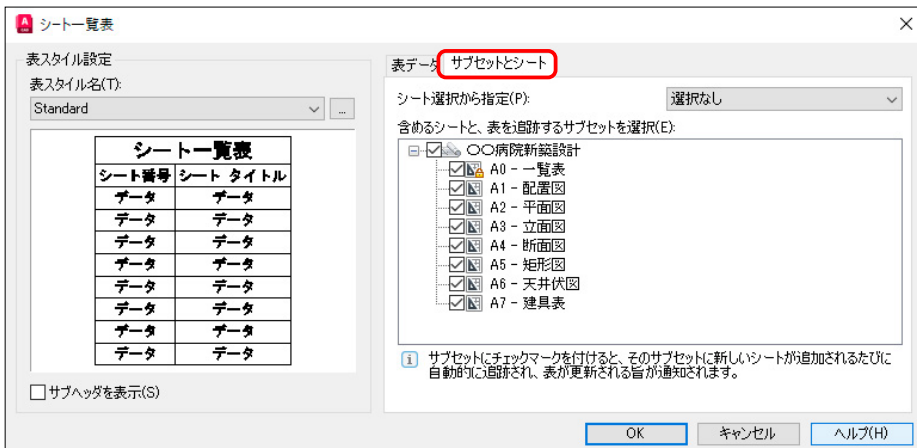 シート一覧表
表スタイル設定
表スタイル名(T):
Standard
...
シート一覧表
シート番号 シート タイトル
データ データ
データ データ
データ データ
データ データ
データ データ
データ データ
データ データ
データ データ
サブヘッダを表示(S)
表データ サブセットとシート
シート選択から指定(P): 選択なし
含めるシートと、表を追跡するサブセットを選択(E):
〇〇病院新築設計
A0 - 一覧表
A1 - 配置図
A2 - 平面図
A3 - 立面図
A4 - 断面図
A5 - 矩形図
A6 - 天井伏図
A7 - 建具表
サブセットにチェックマークを付けると、そのサブセットに新しいシートが追加されるたびに
自動的に追跡され、表が更新される旨が通知されます。
OK キャンセル ヘルプ(H)